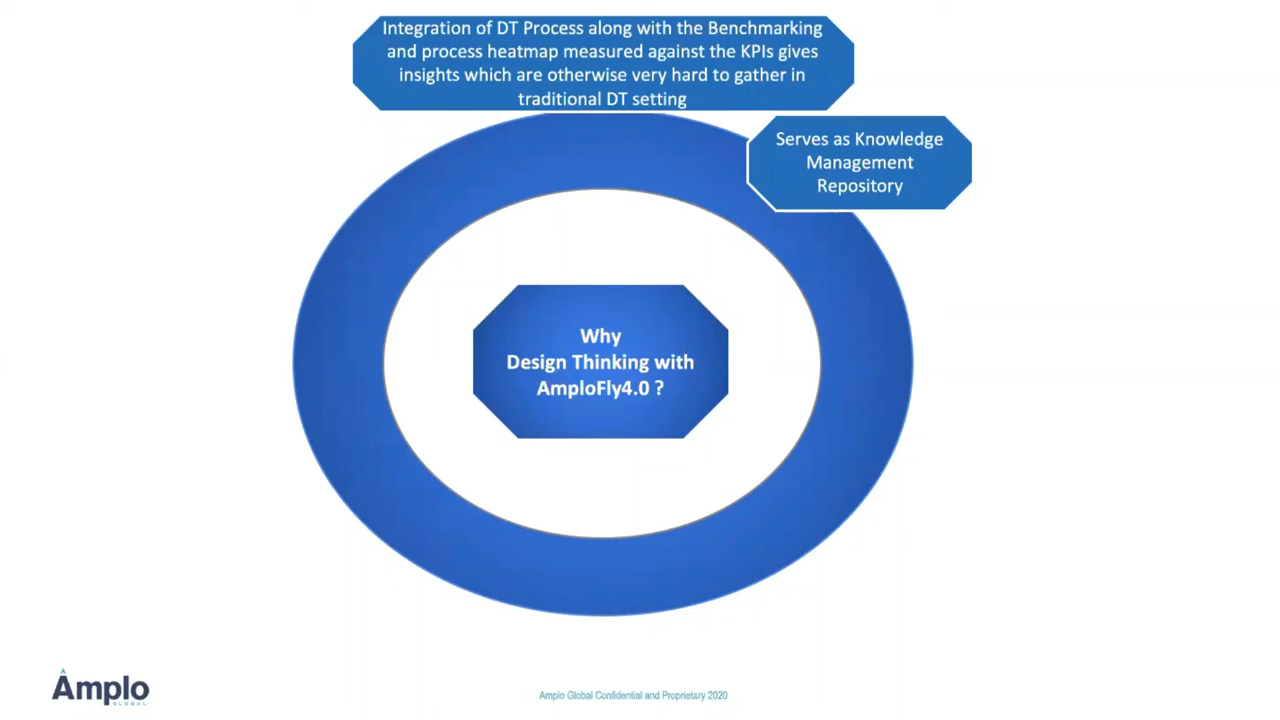 Integration of DT Process along with the Benchmarking
and process heatmap measured against the KPIs gives
insights which are otherwise very hard to gather in
traditional DT setting
Serves as Knowledge
Management
Repository
Why
Design Thinking with
AmploFly4.0 ?
Amplo
GLOBAL
Amplo Global Confidential and Proprietary 2020